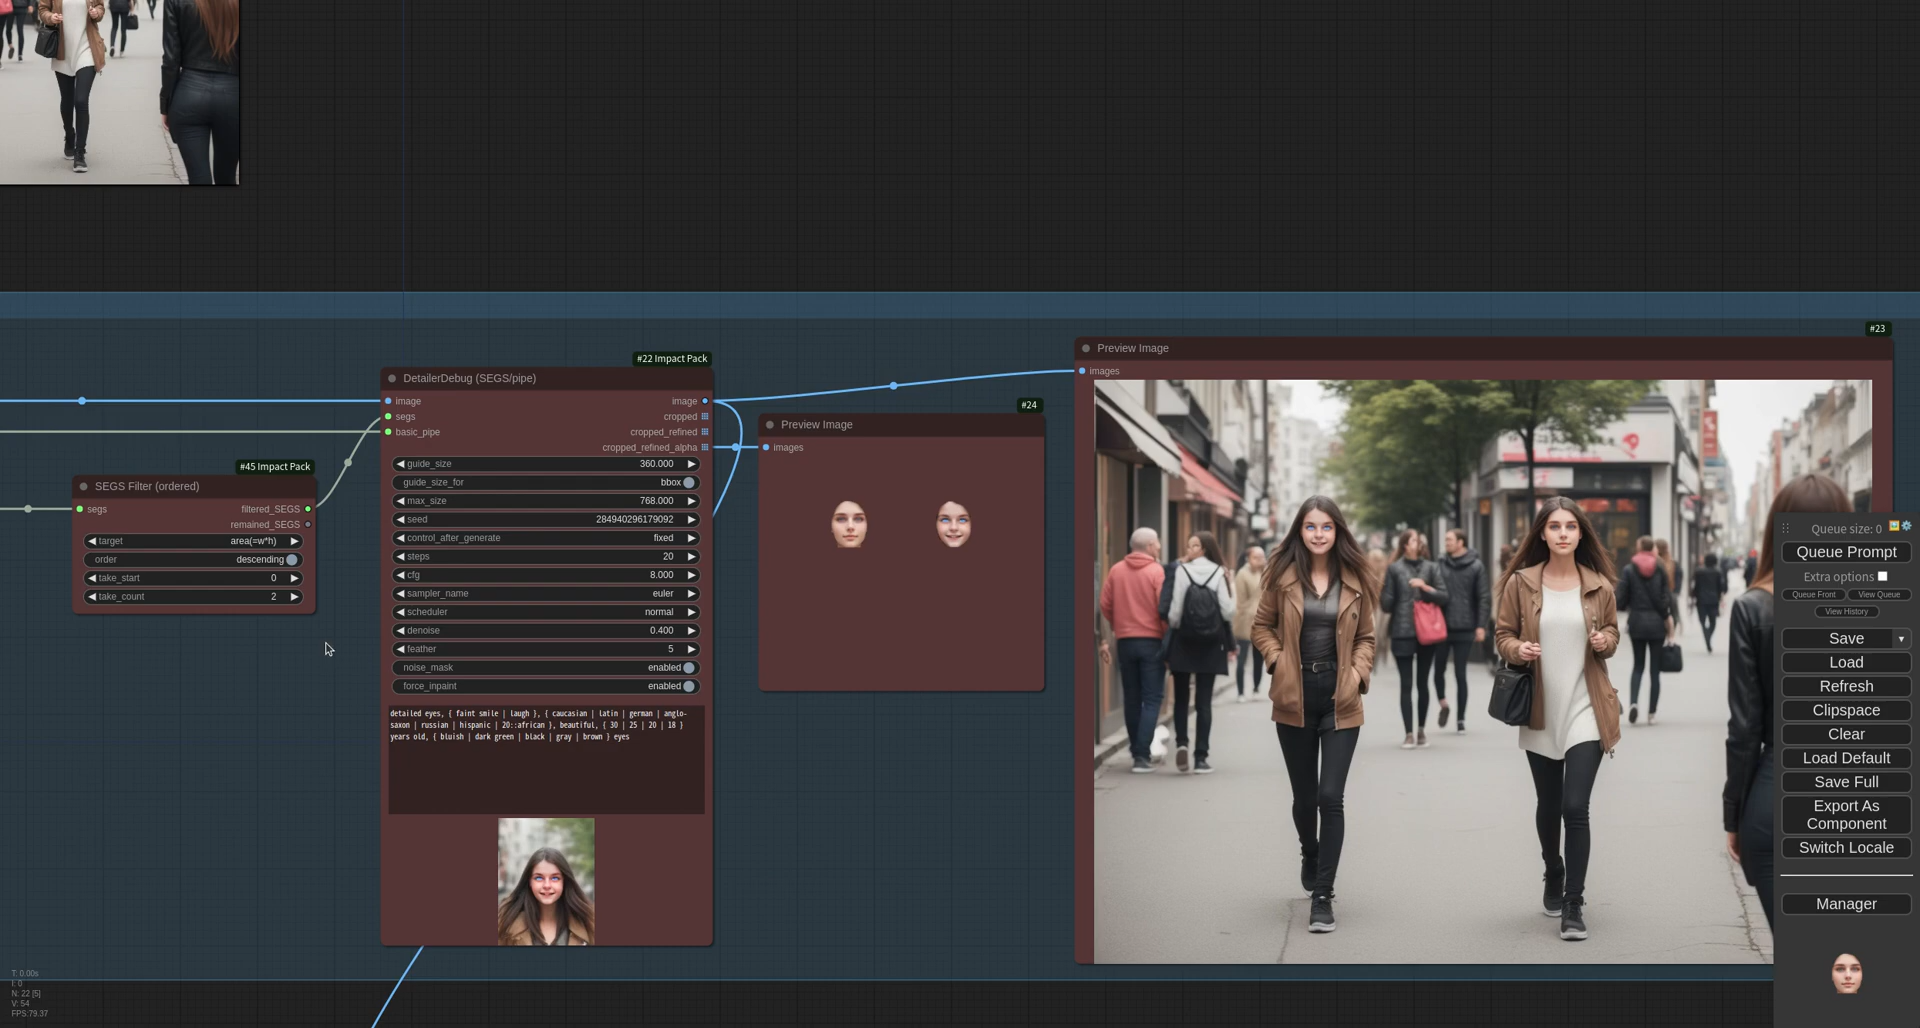 #22 Impact Pack
DetailerDebug (SEGS/pipe)
image
image
segs
cropped
basic_pipe
cropped_refined
cropped_refined_alpha
guide_size
360.000
guide_size_for
bbox
max_size
768.000
seed
284940296179092
control_after_generate
fixed
steps
20
cfg
8.000
sampler_name
euler
scheduler
normal
denoise
0.400
feather
5
noise_mask
enabled
force_inpaint
enabled
detailed eyes, { faint smile | laugh }, { caucasian | latin | german | anglo-
saxon | russian | hispanic | 20::african }, beautiful, { 30 | 25 | 20 | 18 }
years old, { bluish | dark green | black | gray | brown } eyes
#45 Impact Pack
SEGS Filter (ordered)
segs
filtered_SEGS
remained_SEGS
target
area(=w*h)
order
descending
take_start
0
take_count
2
#24
Preview Image
images
#23
Preview Image
images
Queue size: 0
Queue Prompt
Extra options
Queue Front
View Queue
View History
Save
Load
Refresh
Clipspace
Clear
Load Default
Save Full
Export As
Component
Switch Locale
Manager
T: 0.00s
I: 0
N: 22 [5]
V: 54
FPS:79.37